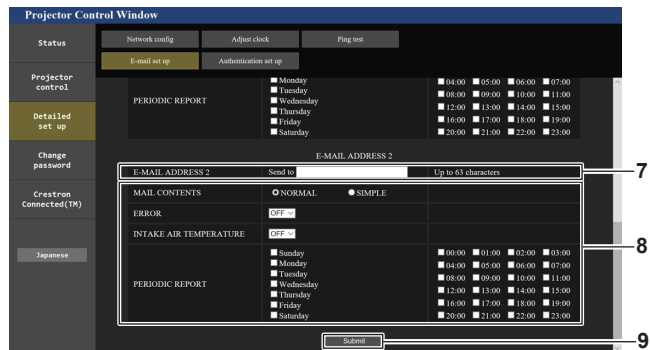 Projector Control Window
Status
Network config
Adjust clock
Ping test
E-mail set up
Authentication set up
Projector
control
Detailed
set up
Change
password
Crestron
Connected(TM)
Japanese
PERIODIC REPORT
Monday
Tuesday
Wednesday
Thursday
Friday
Saturday
04:00 05:00 06:00 07:00
08:00 09:00 10:00 11:00
12:00 13:00 14:00 15:00
16:00 17:00 18:00 19:00
20:00 21:00 22:00 23:00
E-MAIL ADDRESS 2
E-MAIL ADDRESS 2 Send to Up to 63 characters
7
MAIL CONTENTS NORMAL SIMPLE
ERROR OFF
INTAKE AIR TEMPERATURE OFF
8
PERIODIC REPORT
Sunday
Monday
Tuesday
Wednesday
Thursday
Friday
Saturday
00:00 01:00 02:00 03:00
04:00 05:00 06:00 07:00
08:00 09:00 10:00 11:00
12:00 13:00 14:00 15:00
16:00 17:00 18:00 19:00
20:00 21:00 22:00 23:00
Submit
9